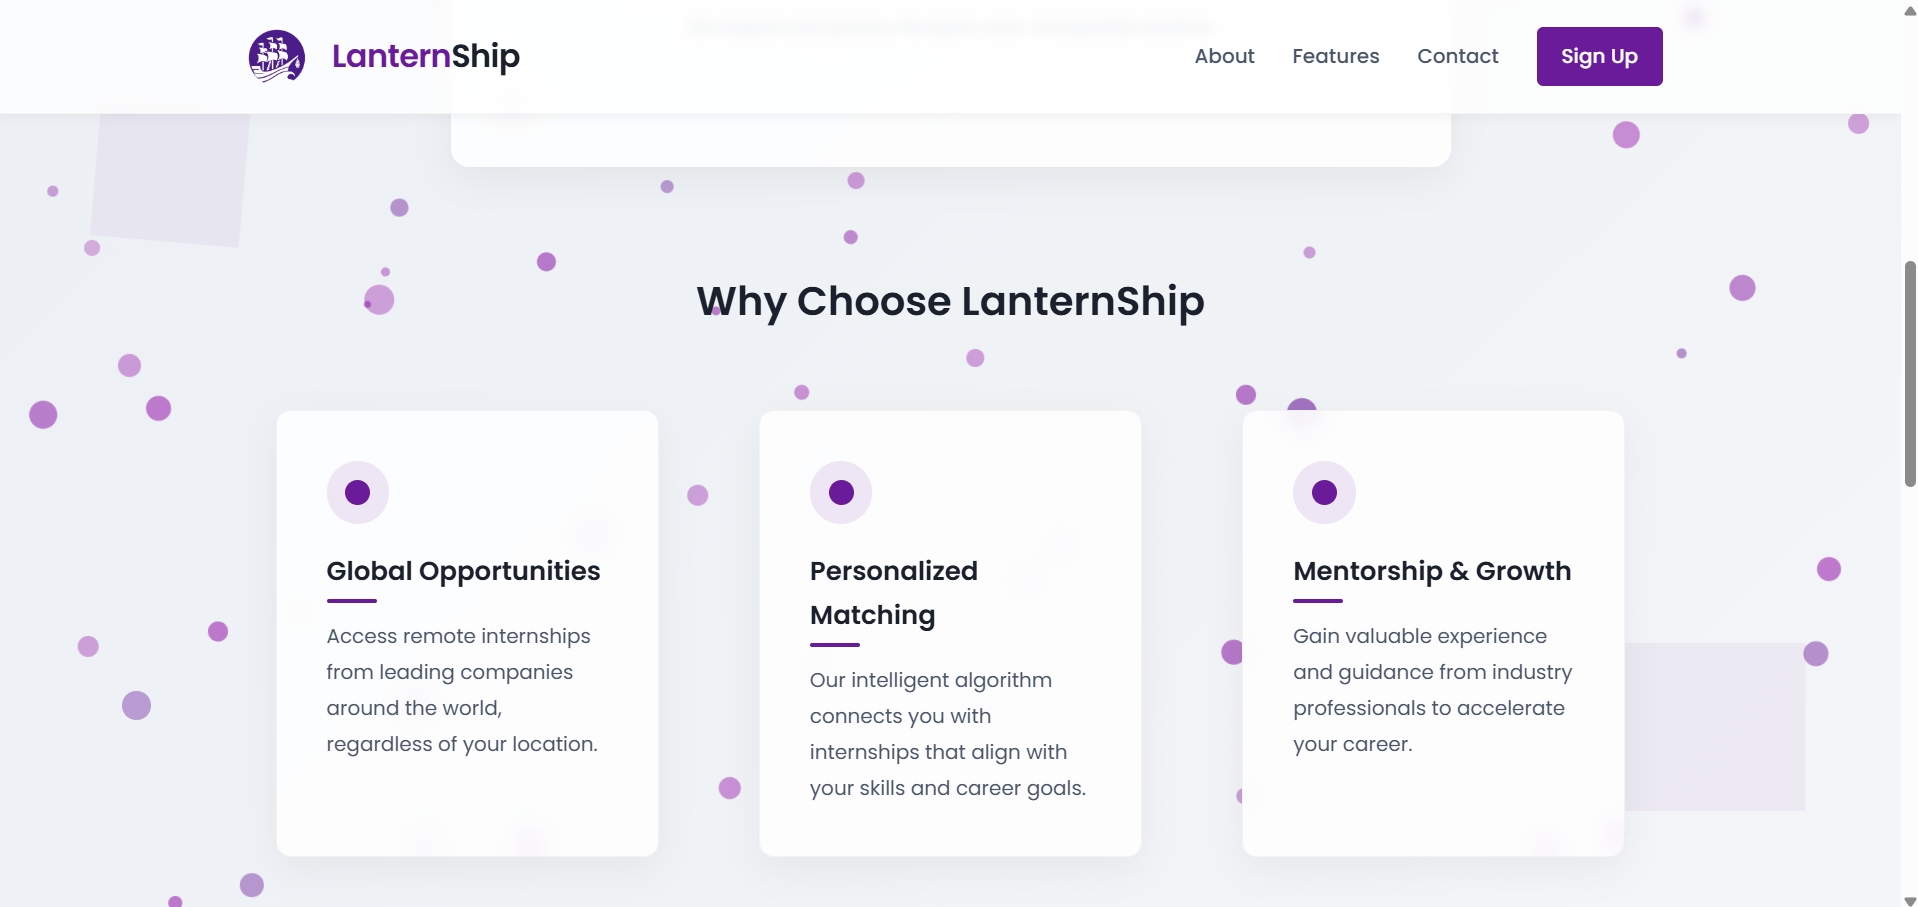 LanternShip
About
Features
Contact
Sign Up
Why Choose LanternShip
Global Opportunities
Access remote internships
from leading companies
around the world,
regardless of your location.
Personalized
Matching
Our intelligent algorithm
connects you with
internships that align with
your skills and career goals.
Mentorship & Growth
Gain valuable experience
and guidance from industry
professionals to accelerate
your career.